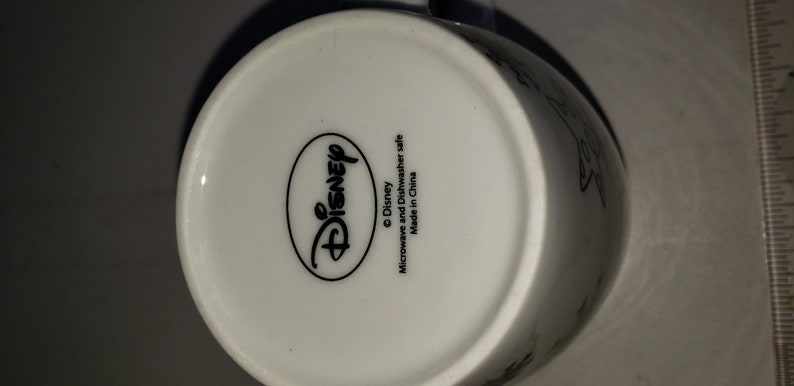 Disney
© Disney
Microwave and Dishwasher safe
Made in China